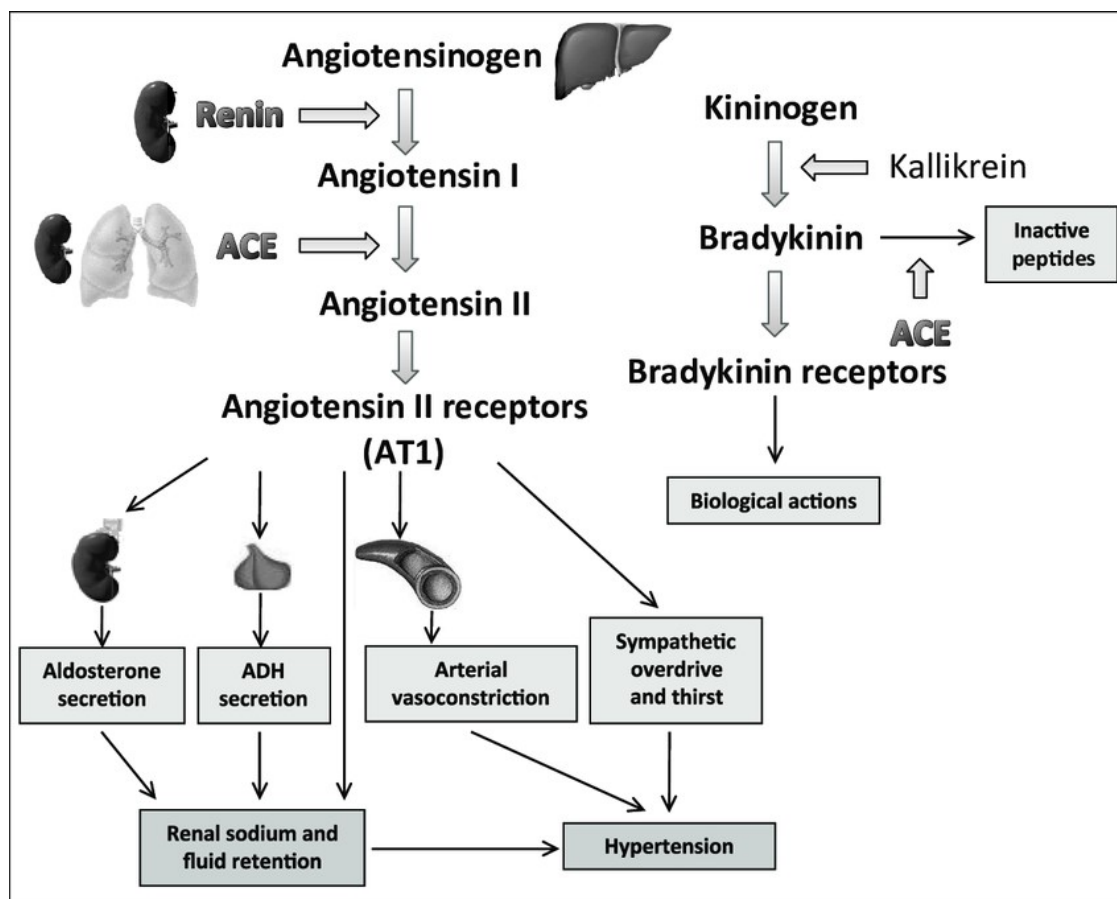 Angiotensinogen
Renin
Angiotensin I
ACE
Angiotensin II
Angiotensin II receptors
(AT1)
Kininogen
Kallikrein
Bradykinin
Inactive
peptides
ACE
Bradykinin receptors
Biological actions
Aldosterone
secretion
ADH
secretion
Arterial
vasoconstriction
Sympathetic
overdrive
and thirst
Renal sodium and
fluid retention
Hypertension